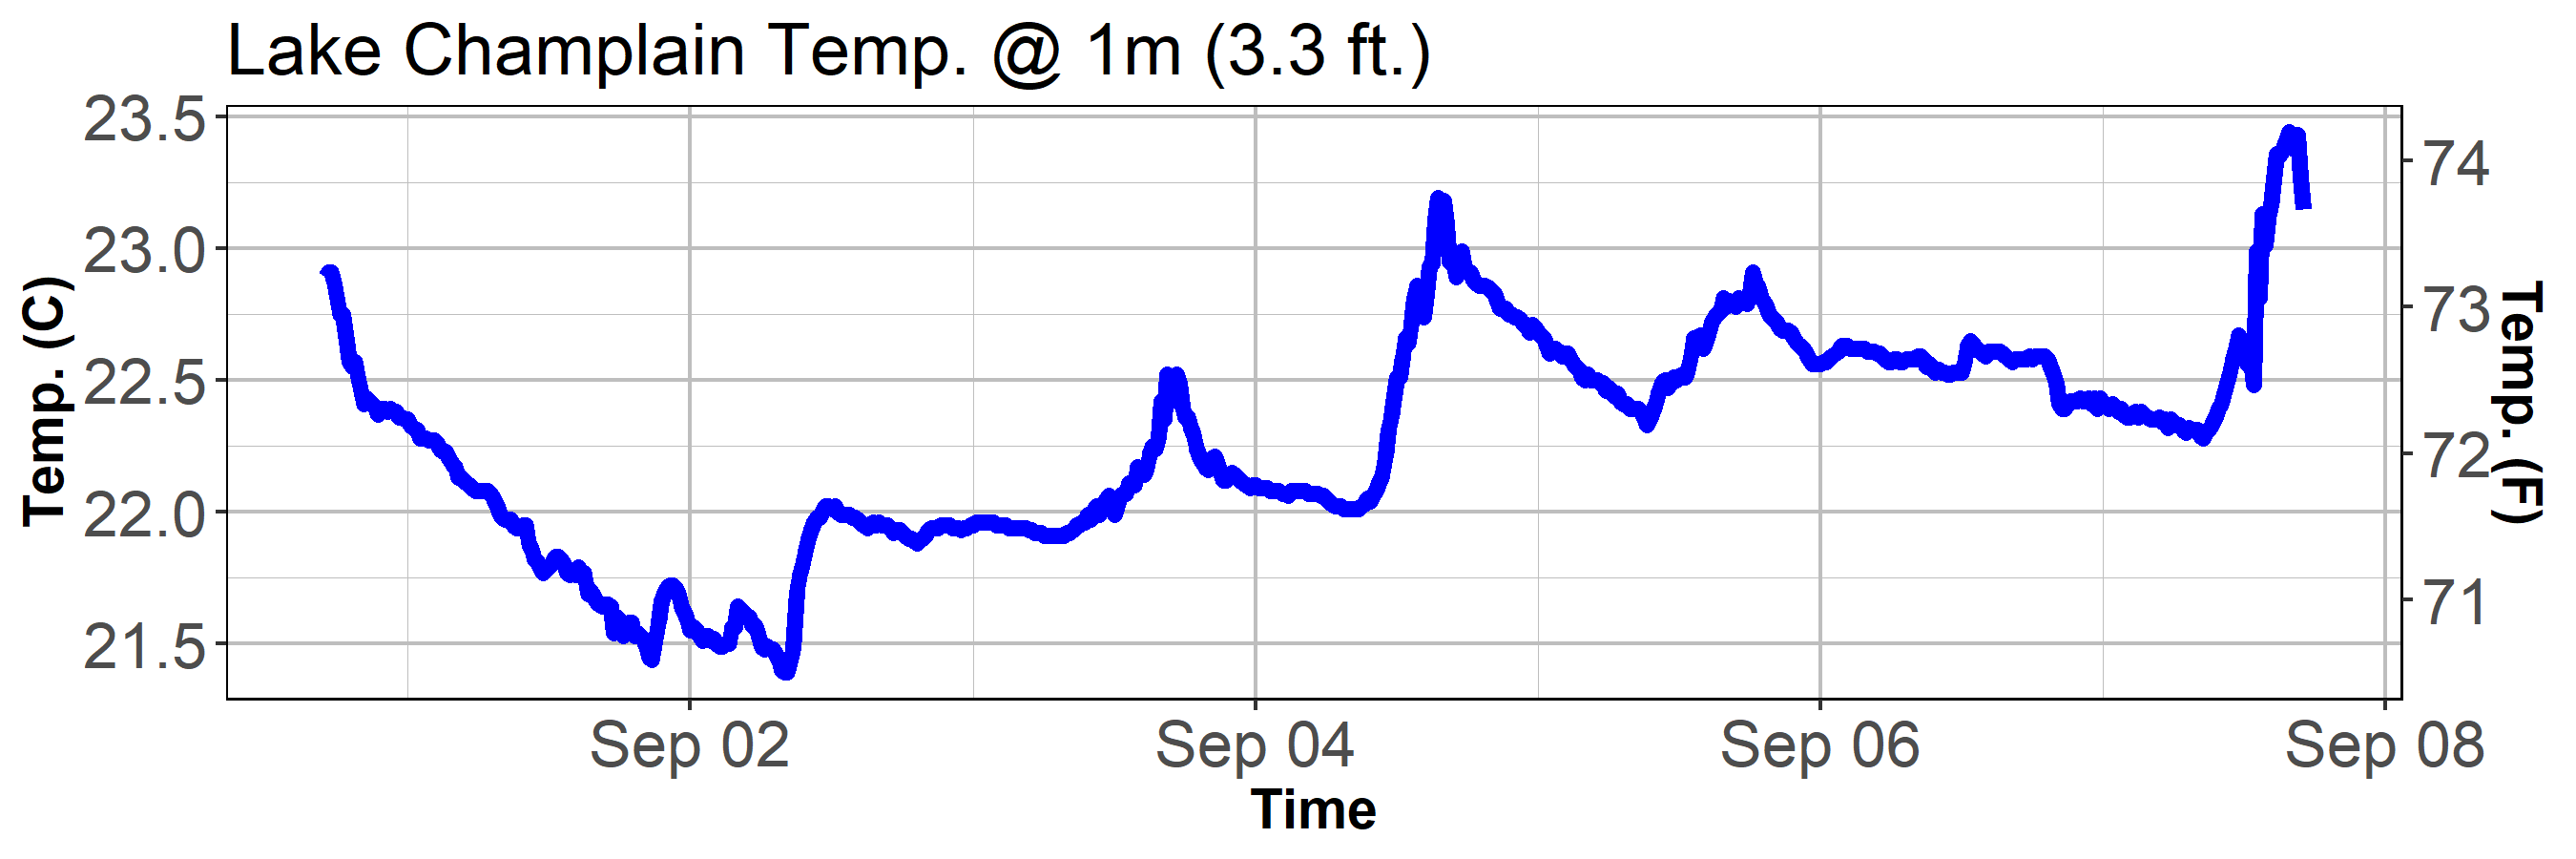 Lake Champlain Temp. @ 1m (3.3 ft.)
Temp. (C)
23.5
23.0
22.5
22.0
21.5
74
73
72
71
Temp. (F)
Sep 02 Sep 04 Sep 06 Sep 08
Time